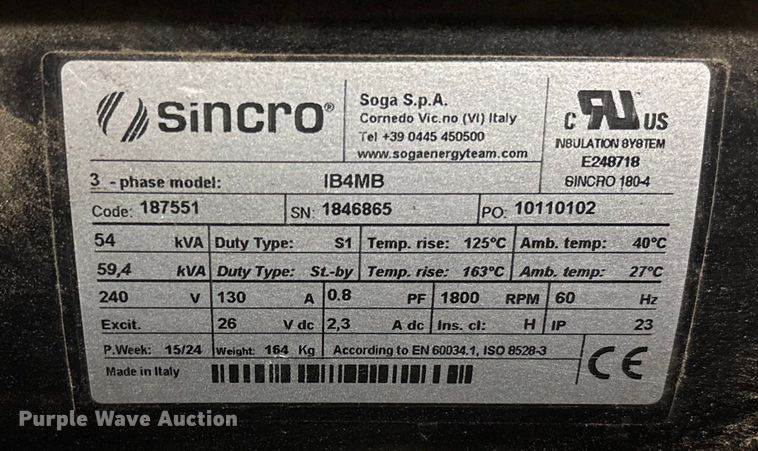 sincro®
Soga S.p.A.
Cornedo Vic.no (VI) Italy
Tel +39 0445 450500
www.sogaenergyteam.com
C RU US
INSULATION SYSTEM
E248718
SINCRO 180-4
3 - phase model: IB4MB
Code: 187551 SN: 1846865 PO: 10110102
54 kVA Duty Type: S1 Temp. rise: 125°C Amb. temp: 40°C
59,4 kVA Duty Type: St.-by Temp. rise: 163°C Amb. temp: 27°C
240 V 130 A 0.8 PF 1800 RPM 60 Hz
Excit. 26 V dc 2,3 A dc Ins. cl: H IP 23
P.Week: 15/24 Weight: 164 Kg According to EN 60034.1, ISO 8528-3
CE
Made in Italy
Purple Wave Auction